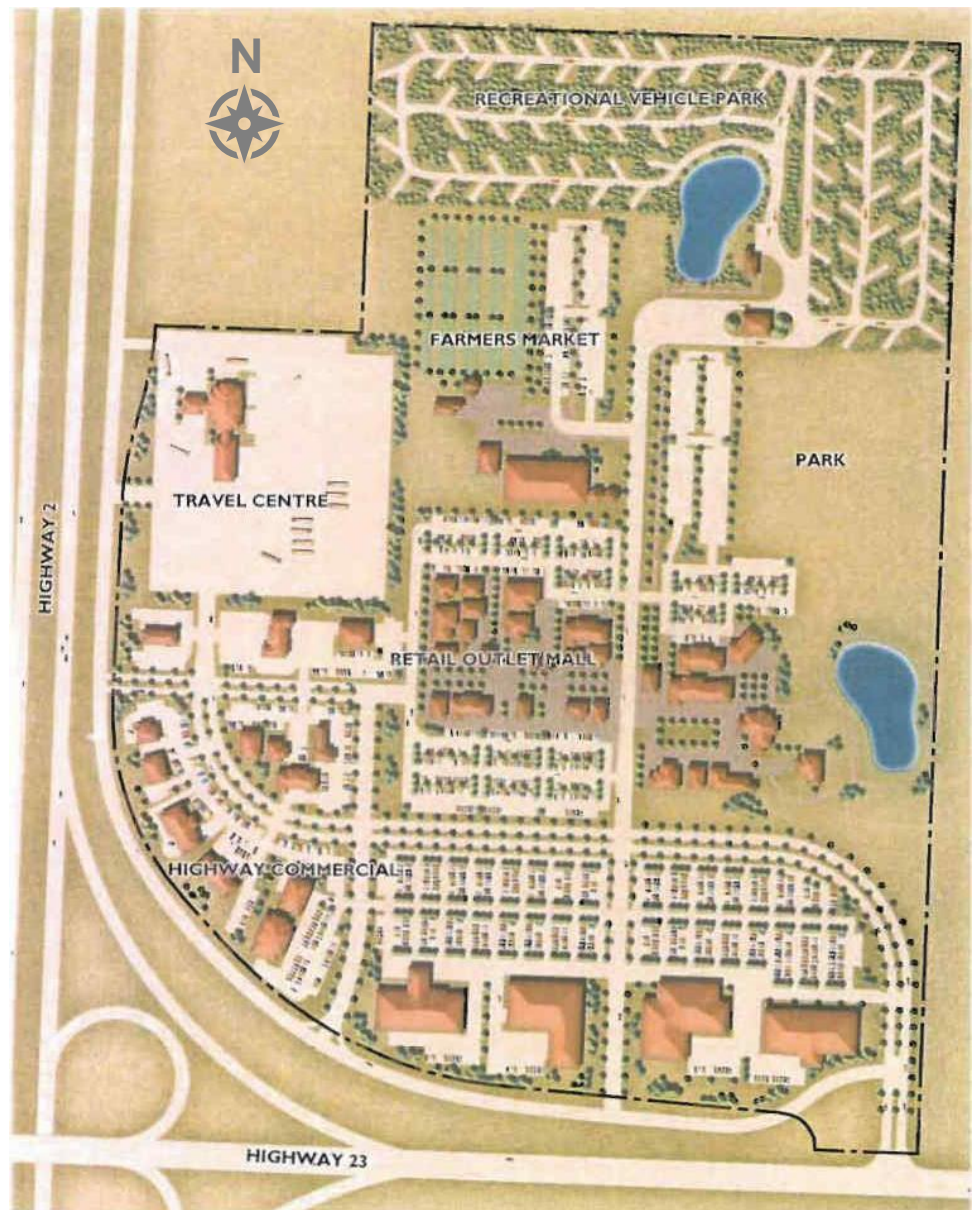 N
RECREATIONAL VEHICLE PARK
FARMERS MARKET
PARK
TRAVEL CENTRE
HIGHWAY 2
RETAIL OUTLET MALL
HIGHWAY COMMERCIAL
HIGHWAY 23